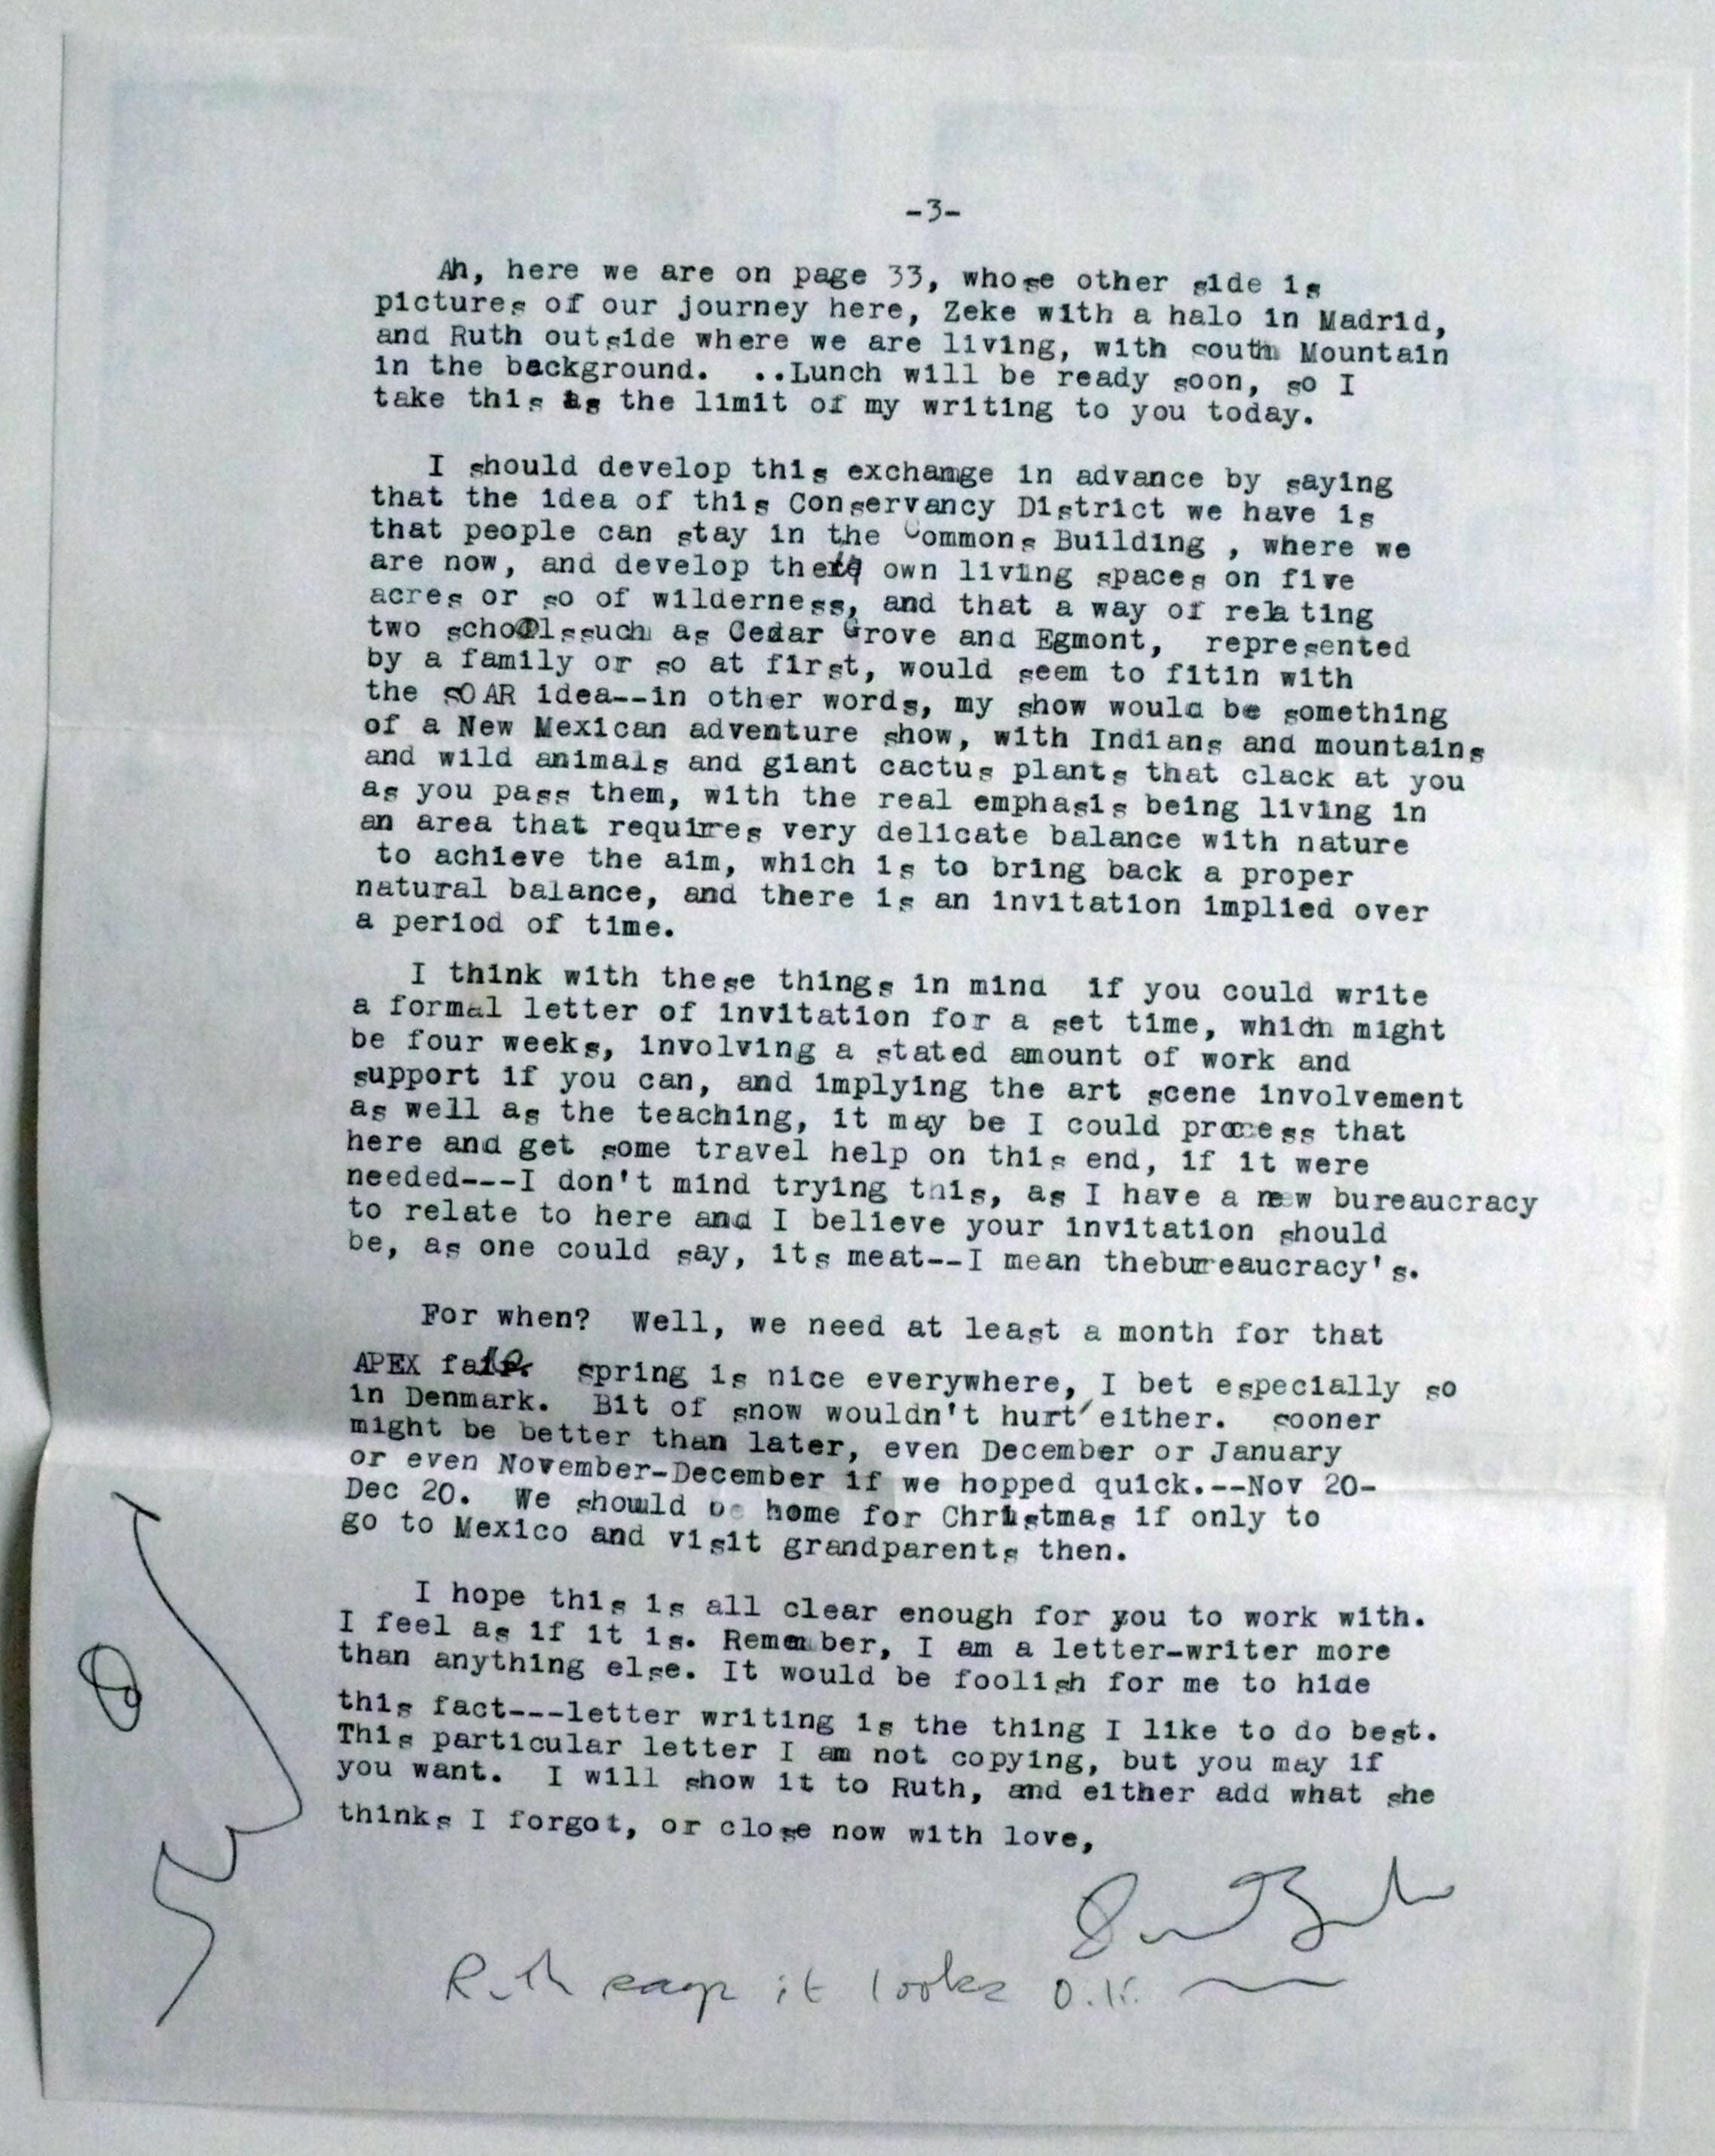 -3-
Ah, here we are on page 33, whose other side is
pictures of our journey here, Zeke with a halo in Madrid,
and Ruth outside where we are living, with south Mountain
in the background. ..Lunch will be ready soon, so I
take this as the limit of my writing to you today.
I should develop this exchamge in advance by saying
that the idea of this Conservancy District we have is
that people can stay in the Commons Building , where we
are now, and develop their own living spaces on five
acres or so of wilderness, and that a way of rela ting
two schoolssuch as Cedar Grove and Egmont, represented
by a family or so at first, would seem to fitin with
the SOAR idea--in other words, my show would be something
of a New Mexican adventure show, with Indians and mountains
and wild animals and giant cactus plants that clack at you
as you pass them, with the real emphasis being living in
an area that requires very delicate balance with nature
to achieve the aim, which is to bring back a proper
natural balance, and there is an invitation implied over
a period of time.
I think with these things in mind if you could write
a formal letter of invitation for a set time, which might
be four weeks, involving a stated amount of work and
support if you can, and implying the art scene involvement
as well as the teaching, it may be I could process that
here and get some travel help on this end, if it were
needed---I don't mind trying this, as I have a new bureaucracy
to relate to here and I believe your invitation should
be, as one could say, its meat--I mean thebureaucracy's.
For when? Well, we need at least a month for that
APEX fare. spring is nice everywhere, I bet especially so
in Denmark. Bit of snow wouldn't hurt either. sooner
might be better than later, even December or January
or even November-December if we hopped quick.--Nov 20-
Dec 20. We should be home for Christmas if only to
go to Mexico and visit grandparents then.
I hope this is all clear enough for you to work with.
I feel as if it is. Remember, I am a letter-writer more
than anything else. It would be foolish for me to hide
this fact---letter writing is the thing I like to do best.
This particular letter I am not copying, but you may if
you want. I will show it to Ruth, and either add what she
thinks I forgot, or close now with love,
Ruth says it looks O.K.